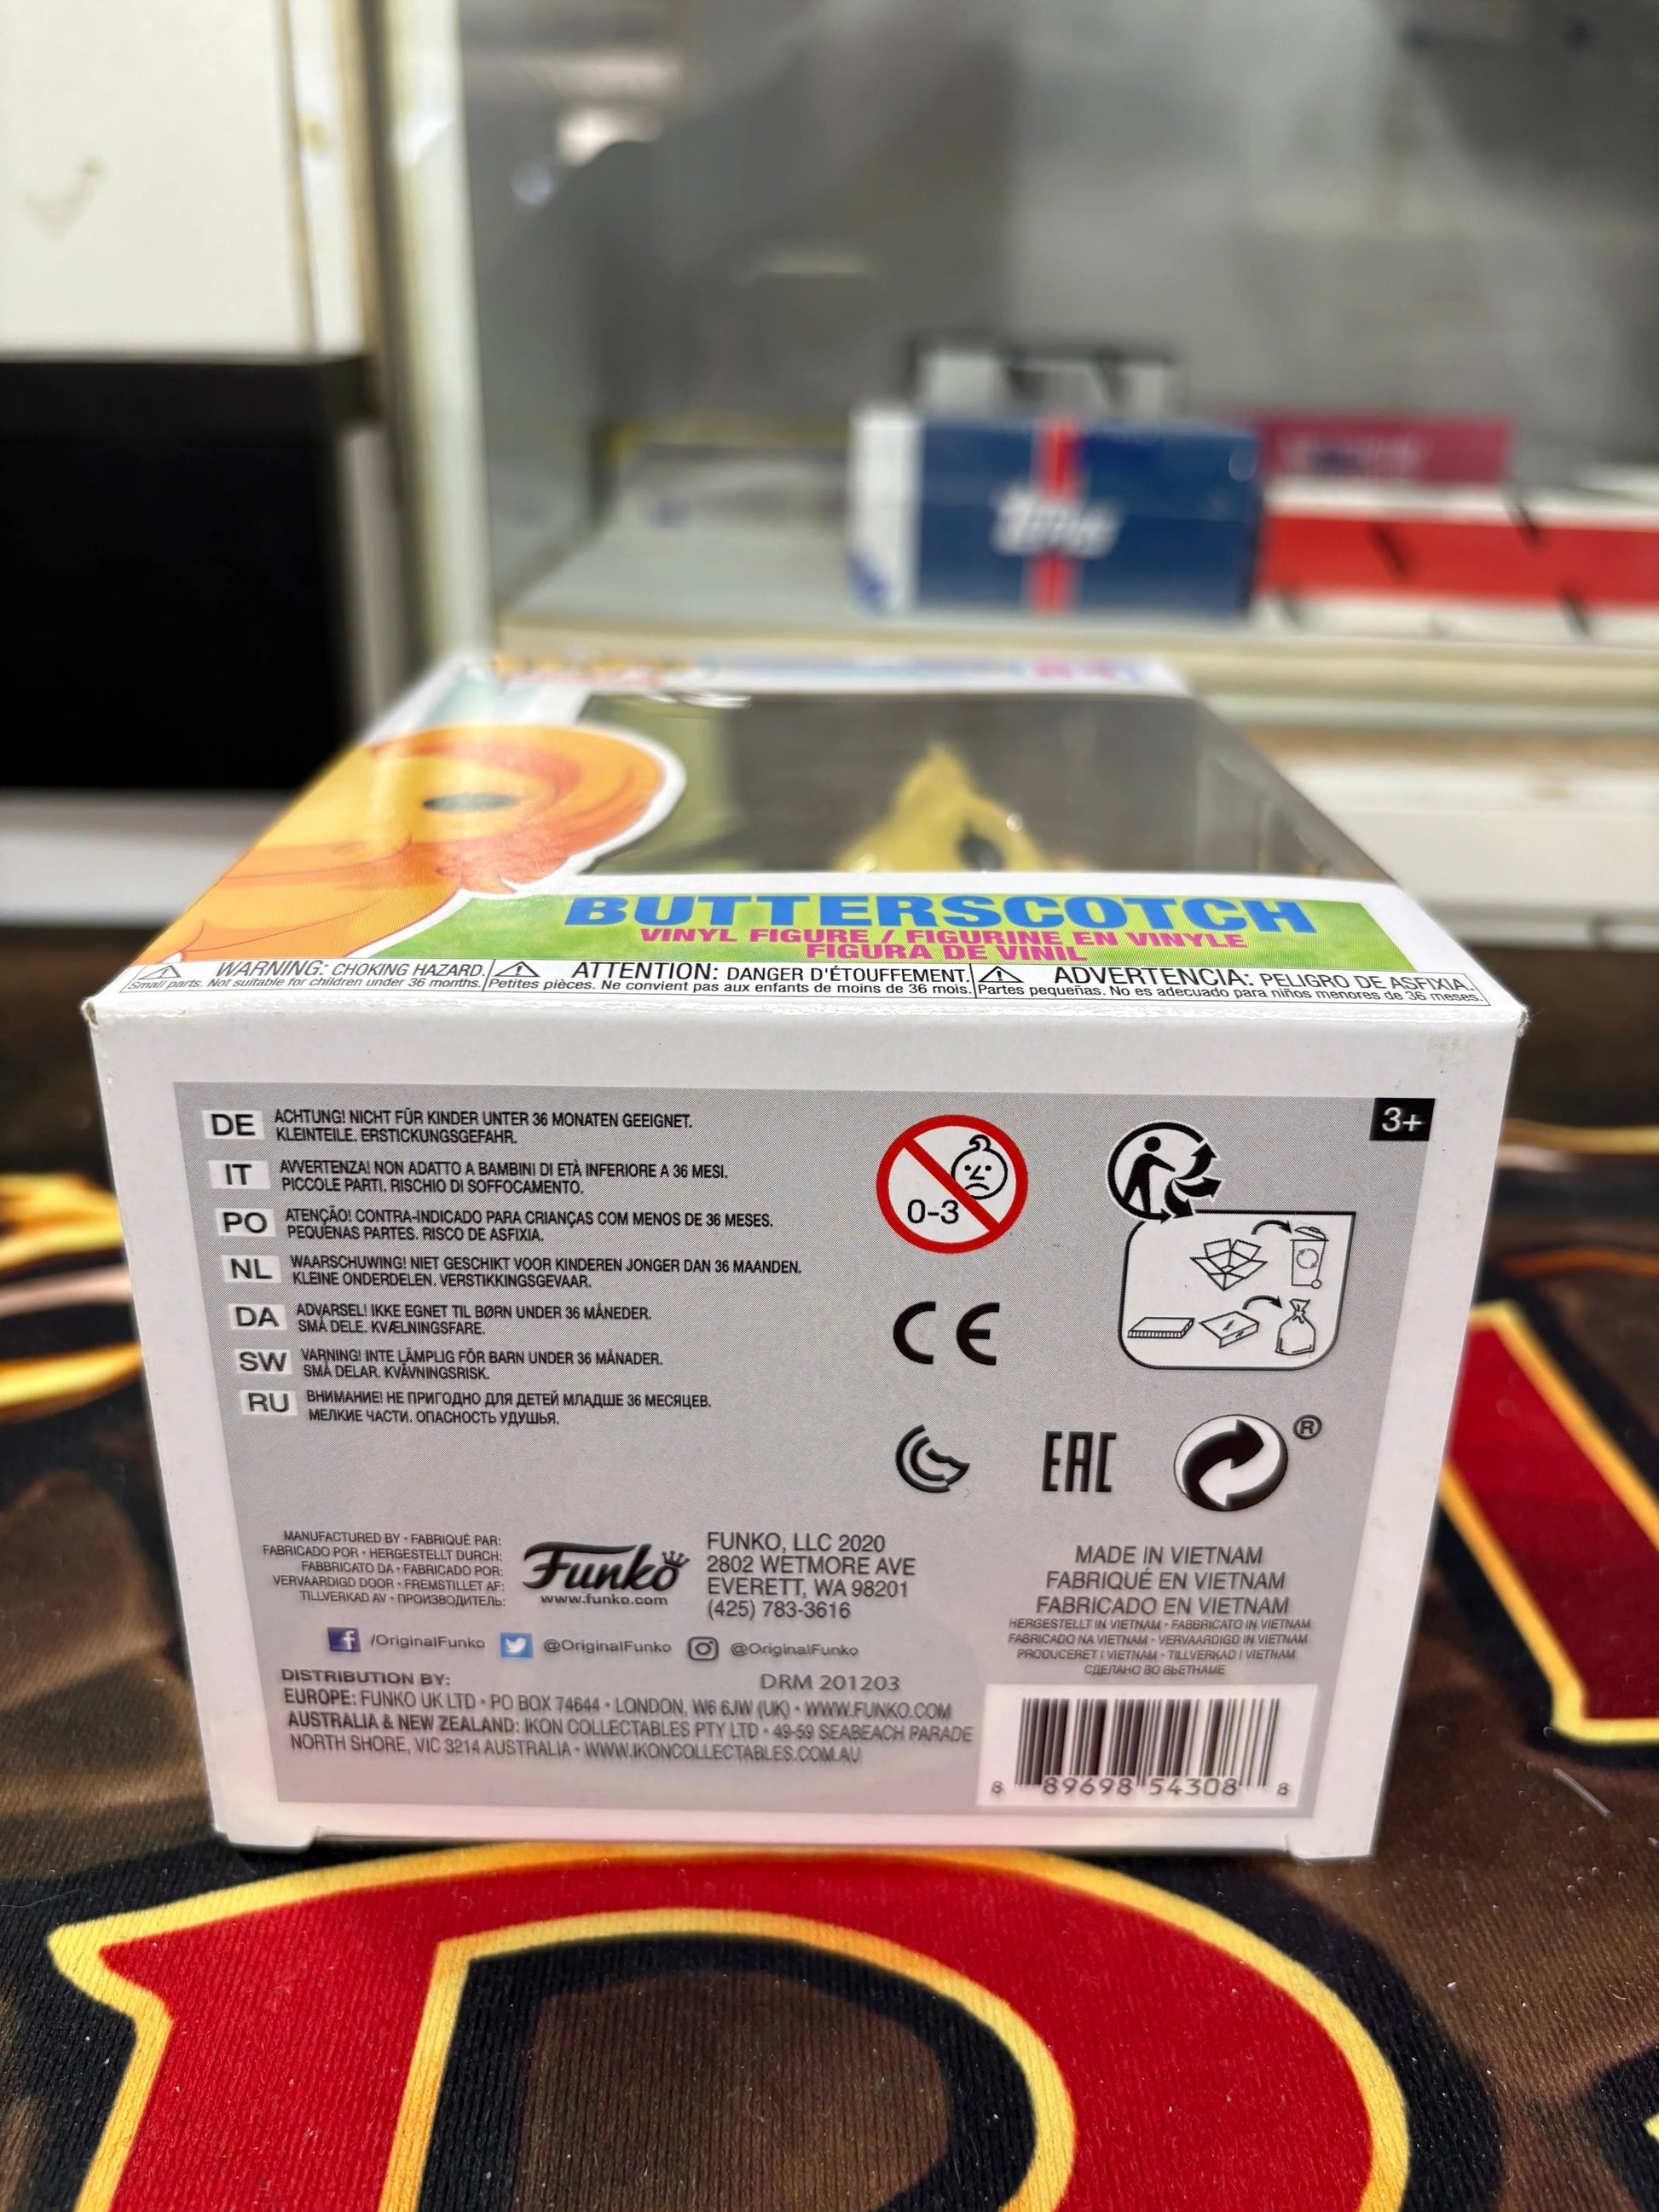 topps
BUTTERSCOTCH
VINYL FIGURE / FIGURINE EN VINYLE
FIGURA DE VINIL
WARNING: CHOKING HAZARD.
Small parts. Not suitable for children under 36 months.
ATTENTION: DANGER D'ÉTOUFFEMENT.
Petites pièces. Ne convient pas aux enfants de moins de 36 mois.
ADVERTENCIA: PELIGRO DE ASFIXIA.
Partes pequeñas. No es adecuado para niños menores de 36 meses.
3+
DE ACHTUNG! NICHT FÜR KINDER UNTER 36 MONATEN GEEIGNET.
KLEINTEILE. ERSTICKUNGSGEFAHR.
IT AVVERTENZA! NON ADATTO A BAMBINI DI ETÀ INFERIORE A 36 MESI.
PICCOLE PARTI. RISCHIO DI SOFFOCAMENTO.
PO ATENÇÃO! CONTRA-INDICADO PARA CRIANÇAS COM MENOS DE 36 MESES.
PEQUENAS PARTES. RISCO DE ASFIXIA.
NL WAARSCHUWING! NIET GESCHIKT VOOR KINDEREN JONGER DAN 36 MAANDEN.
KLEINE ONDERDELEN. VERSTIKKINGSGEVAAR.
DA ADVARSEL! IKKE EGNET TIL BØRN UNDER 36 MÅNEDER.
SMÅ DELE. KVÆLNINGSFARE.
SW VARNING! INTE LÄMPLIG FÖR BARN UNDER 36 MÅNADER.
SMÅ DELAR. KVÄVNINGSRISK.
RU ВНИМАНИЕ! НЕ ПРИГОДНО ДЛЯ ДЕТЕЙ МЛАДШЕ 36 МЕСЯЦЕВ.
МЕЛКИЕ ЧАСТИ. ОПАСНОСТЬ УДУШЬЯ.
0-3
CE
EAC
®
MANUFACTURED BY • FABRIQUÉ PAR:
FABRICADO POR • HERGESTELLT DURCH:
FABBRICATO DA • FABRICADO POR:
VERVAARDIGD DOOR • FREMSTILLET AF:
TILLVERKAD AV • ПРОИЗВОДИТЕЛЬ:
Funko
www.funko.com
FUNKO, LLC 2020
2802 WETMORE AVE
EVERETT, WA 98201
(425) 783-3616
/OriginalFunko @OriginalFunko @OriginalFunko
DISTRIBUTION BY:
DRM 201203
EUROPE: FUNKO UK LTD • PO BOX 74644 • LONDON, W6 6JW (UK) • WWW.FUNKO.COM
AUSTRALIA & NEW ZEALAND: IKON COLLECTABLES PTY LTD • 49-59 SEABEACH PARADE
NORTH SHORE, VIC 3214 AUSTRALIA • WWW.IKONCOLLECTABLES.COM.AU
MADE IN VIETNAM
FABRIQUÉ EN VIETNAM
FABRICADO EN VIETNAM
HERGESTELLT IN VIETNAM • FABBRICATO IN VIETNAM
FABRICADO NA VIETNAM • VERVAARDIGD IN VIETNAM
PRODUCERET I VIETNAM • TILLVERKAD I VIETNAM
СДЕЛАНО ВО ВЬЕТНАМЕ
8 89698 54308 8